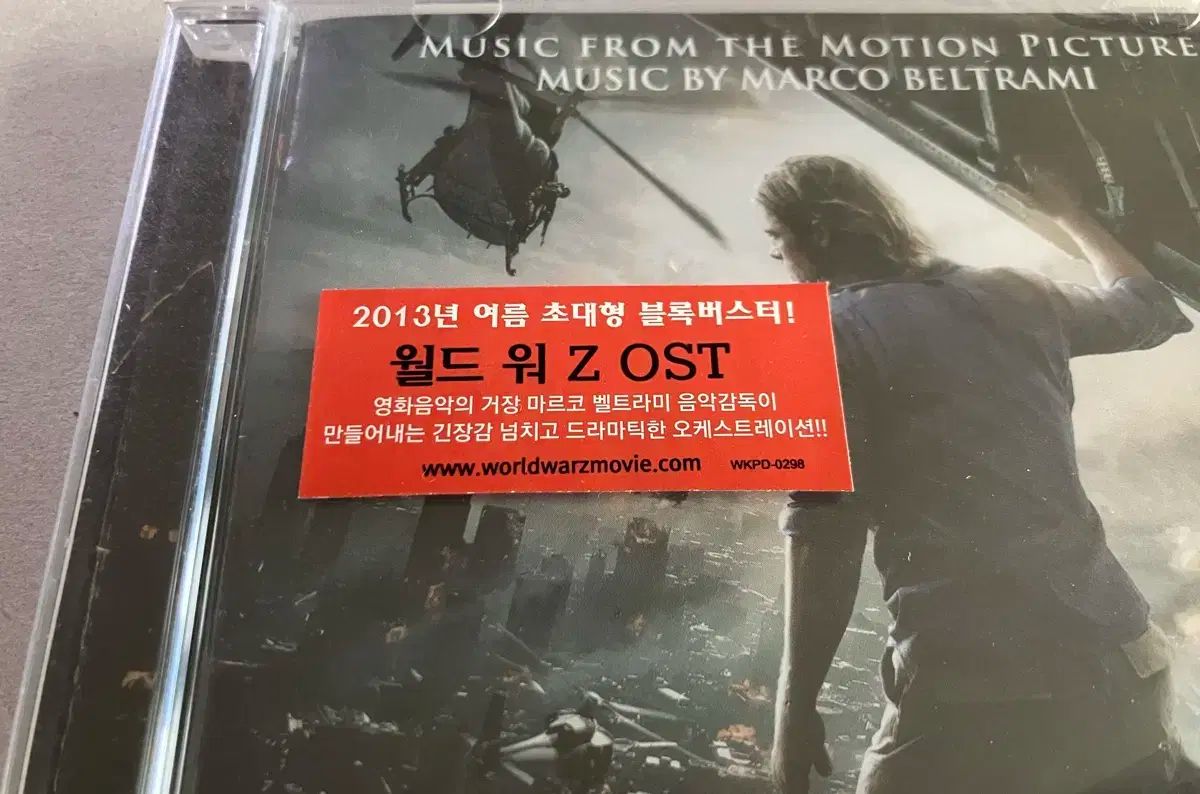 MUSIC FROM THE MOTION PICTURE
MUSIC BY MARCO BELTRAMI
2013년 여름 초대형 블록버스터!
월드 워 Z OST
영화음악의 거장 마르코 벨트라미 음악감독이
만들어내는 긴장감 넘치고 드라마틱한 오케스트레이션!!
www.worldwarzmovie.com WKPD-0298